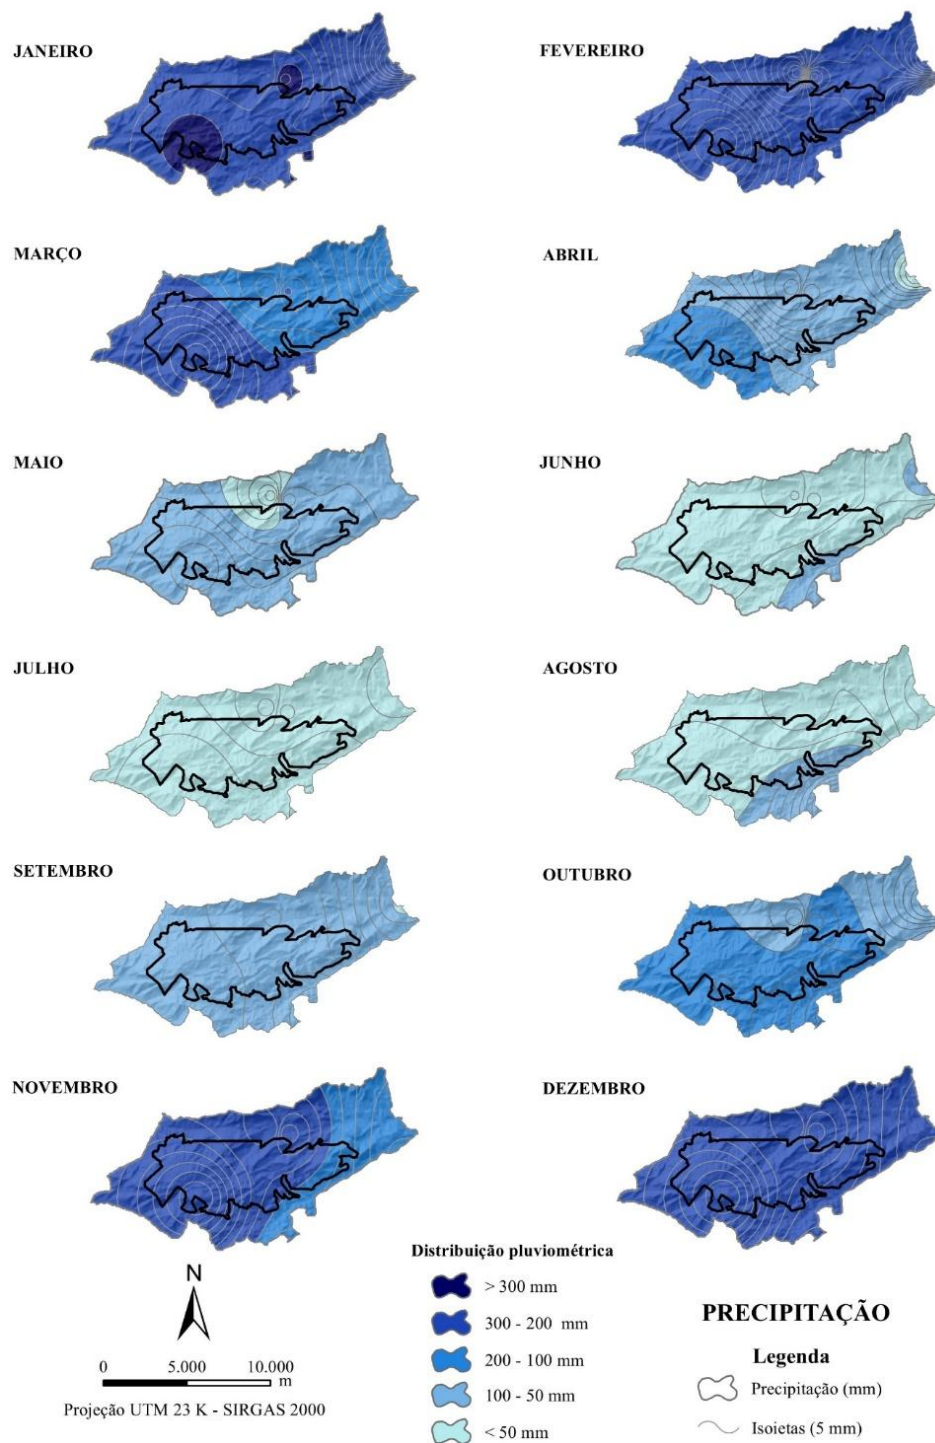 JANEIRO
FEVEREIRO
MARÇO
ABRIL
MAIO
JUNHO
JULHO
AGOSTO
SETEMBRO
OUTUBRO
NOVEMBRO
DEZEMBRO
N
0 5.000 10.000
m
Projeção UTM 23 K - SIRGAS 2000
Distribuição pluviométrica
> 300 mm
300 - 200 mm
200 - 100 mm
100 - 50 mm
< 50 mm
PRECIPITAÇÃO
Legenda
Precipitação (mm)
Isoietas (5 mm)